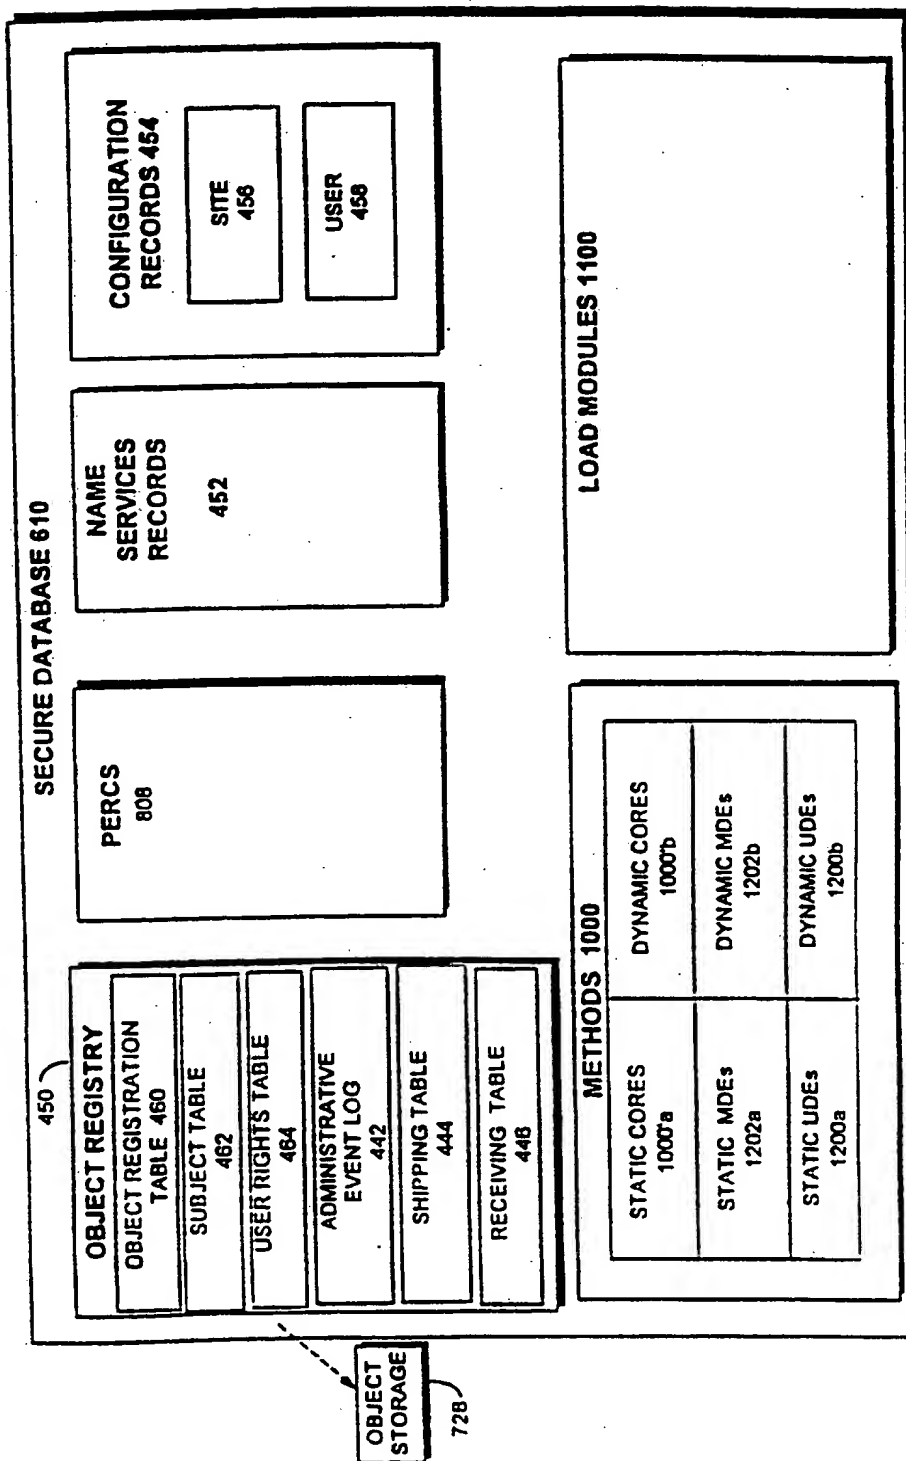 SECURE DATABASE 610
450
OBJECT REGISTRY
OBJECT REGISTRATION
TABLE 460
SUBJECT TABLE
462
USER RIGHTS TABLE
464
ADMINISTRATIVE
EVENT LOG
442
SHIPPING TABLE
444
RECEIVING TABLE
446
PERCS
808
NAME
SERVICES
RECORDS
452
CONFIGURATION
RECORDS 454
SITE
456
USER
458
OBJECT
STORAGE
728
METHODS 1000
STATIC CORES
1000'a
DYNAMIC CORES
1000'b
STATIC MDEs
1202a
DYNAMIC MDEs
1202b
STATIC UDEs
1200a
DYNAMIC UDEs
1200b
LOAD MODULES 1100